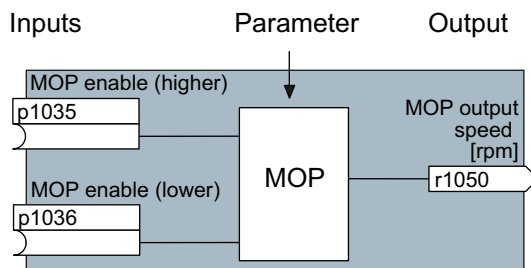 Inputs
Parameter
Output
MOP enable (higher)
p1035
MOP output
speed
[rpm]
MOP
r1050
MOP enable (lower)
p1036